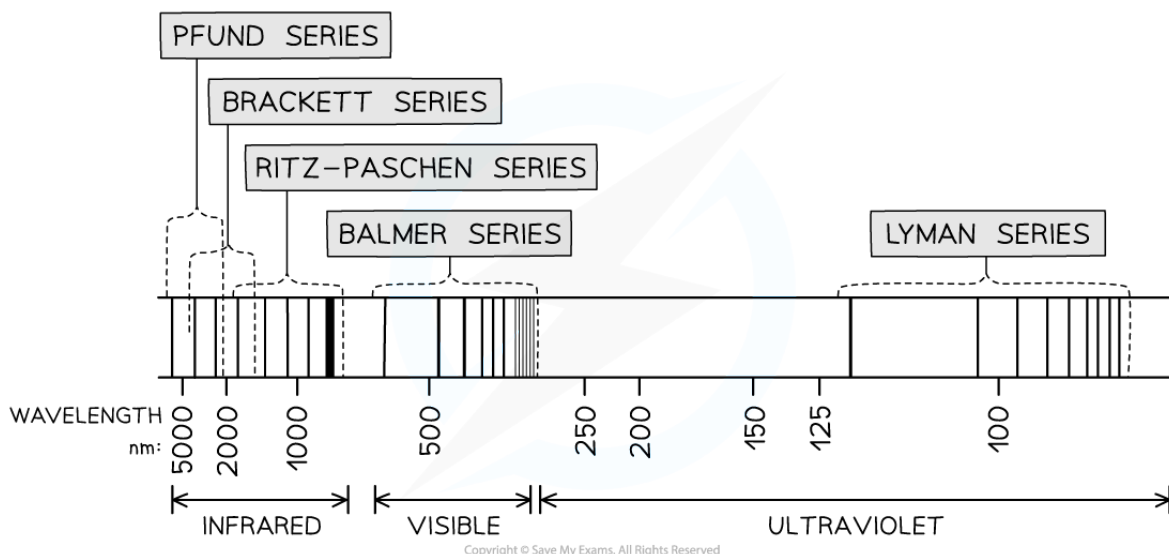 PFUND SERIES
BRACKETT SERIES
RITZ-PASCHEN SERIES
BALMER SERIES
LYMAN SERIES
WAVELENGTH
nm:
5000
2000
1000
500
250
200
150
125
100
INFRARED
VISIBLE
ULTRAVIOLET
Copyright © Save My Exams. All Rights Reserved